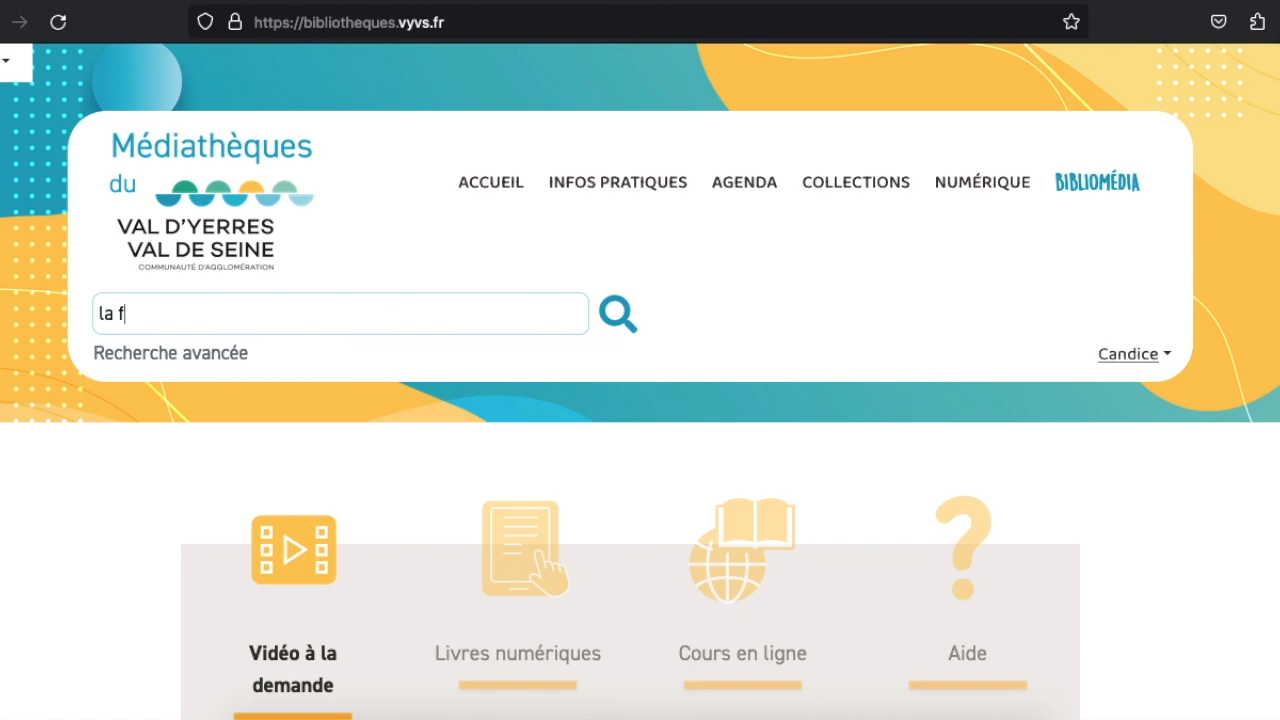 https://bibliotheques.vyvs.fr
Médiathèques
du
VAL D'YERRES
VAL DE SEINE
COMMUNAUTÉ D'AGGLOMÉRATION
ACCUEIL INFOS PRATIQUES AGENDA COLLECTIONS NUMÉRIQUE BIBLIOMÉDIA
la f
Recherche avancée
Candice
Vidéo à la
demande
Livres numériques
Cours en ligne
Aide